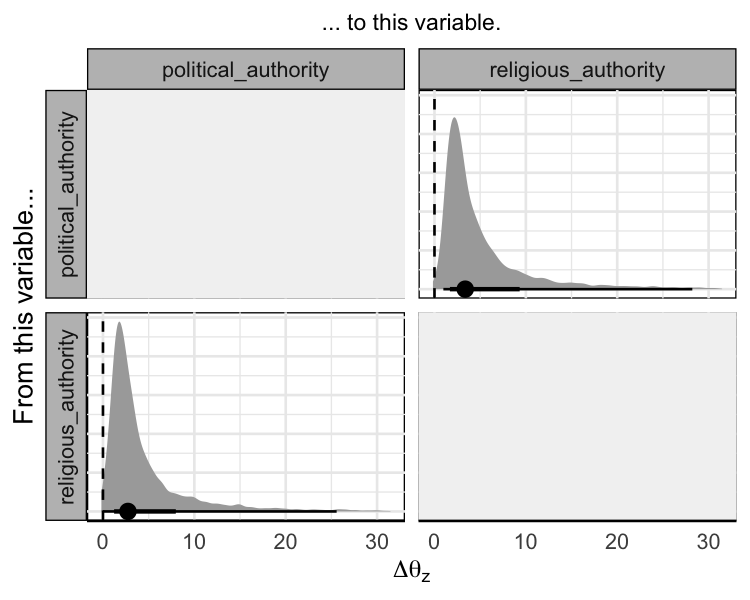 ... to this variable.
political_authority
religious_authority
From this variable...
political_authority
religious_authority
0 10 20 30
0 10 20 30
Δθz